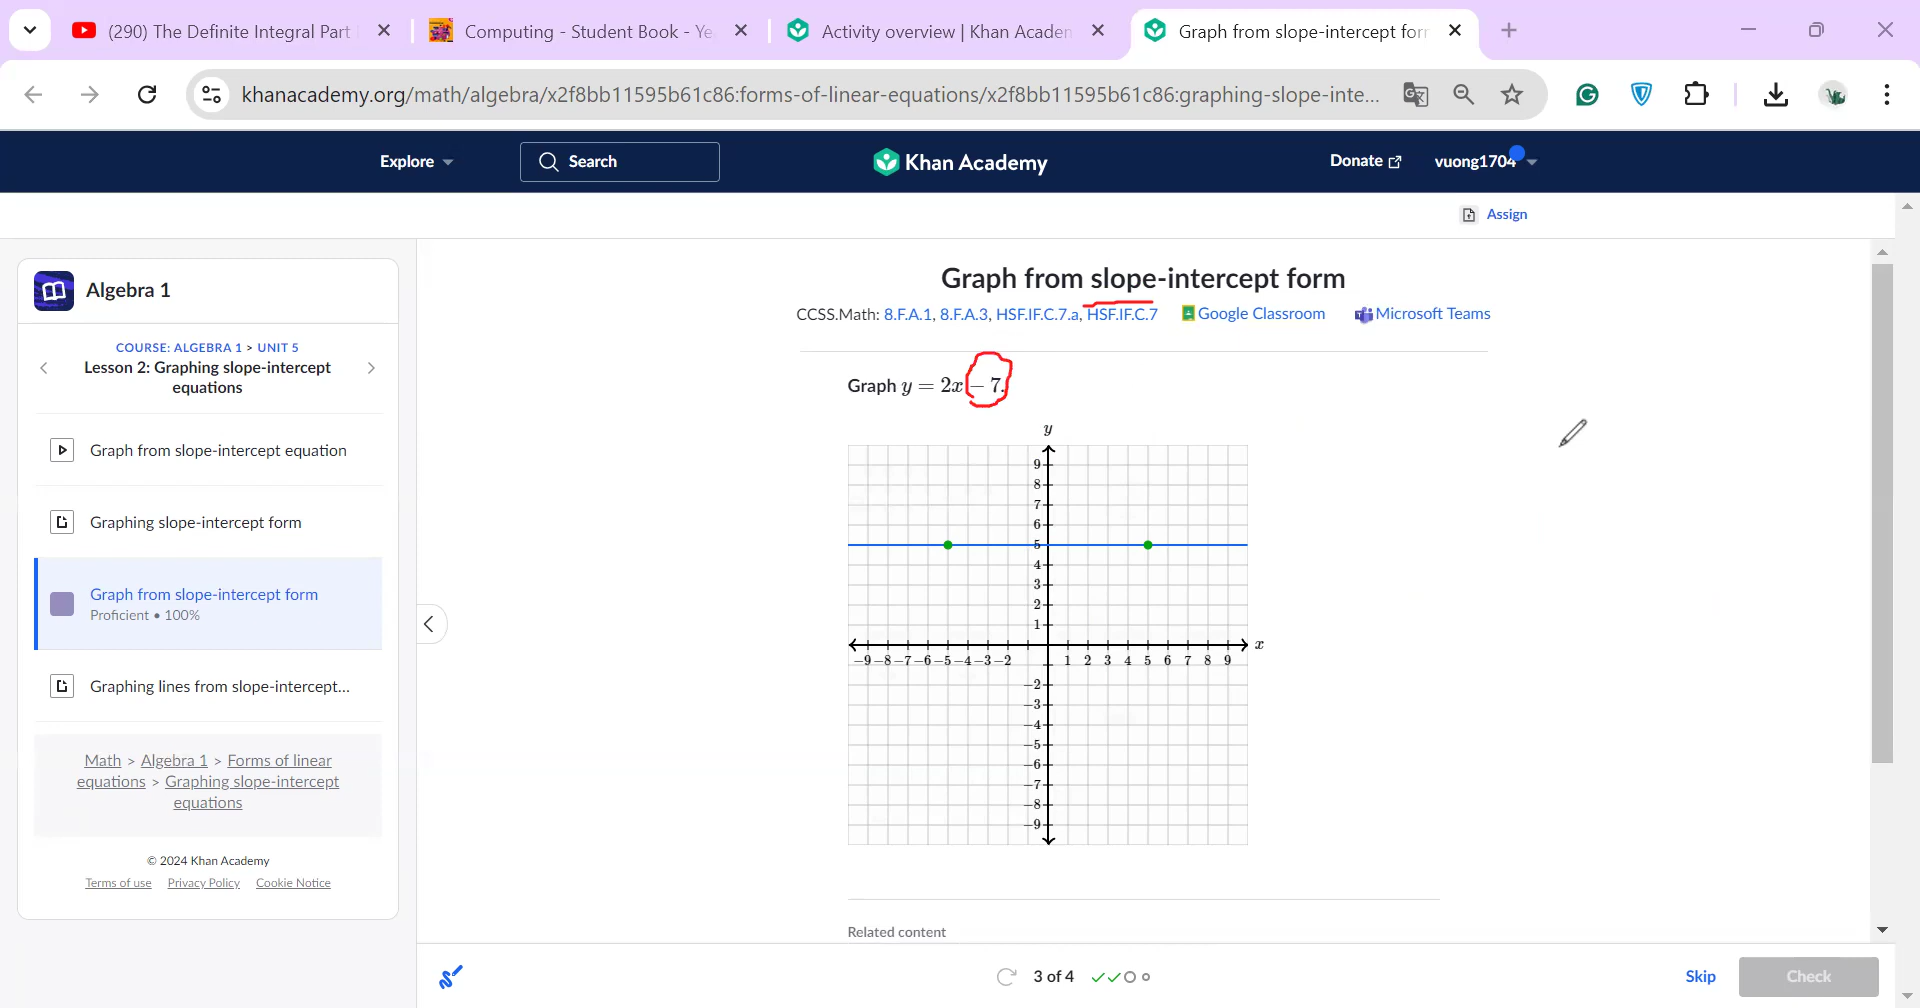 (290) The Definite Integral Part
Computing - Student Book - Ye
Activity overview | Khan Academ
Graph from slope-intercept for
khanacademy.org/math/algebra/x2f8bb11595b61c86:forms-of-linear-equations/x2f8bb11595b61c86:graphing-slope-inte...
Explore
Search
Khan Academy
Donate
vuong1704
Assign
Algebra 1
COURSE: ALGEBRA 1 > UNIT 5
Lesson 2: Graphing slope-intercept
equations
Graph from slope-intercept equation
Graphing slope-intercept form
Graph from slope-intercept form
Proficient • 100%
Graphing lines from slope-intercept...
Math > Algebra 1 > Forms of linear
equations > Graphing slope-intercept
equations
© 2024 Khan Academy
Terms of use Privacy Policy Cookie Notice
Graph from slope-intercept form
CCSS.Math: 8.F.A.1, 8.F.A.3, HSF.IF.C.7.a, HSF.IF.C.7 Google Classroom Microsoft Teams
Graph y = 2x − 7.
y
9
8
7
6
5
4
3
2
1
x
−9 −8 −7 −6 −5 −4 −3 −2 1 2 3 4 5 6 7 8 9
−2
−3
−4
−5
−6
−7
−8
−9
Related content
3 of 4
Skip
Check